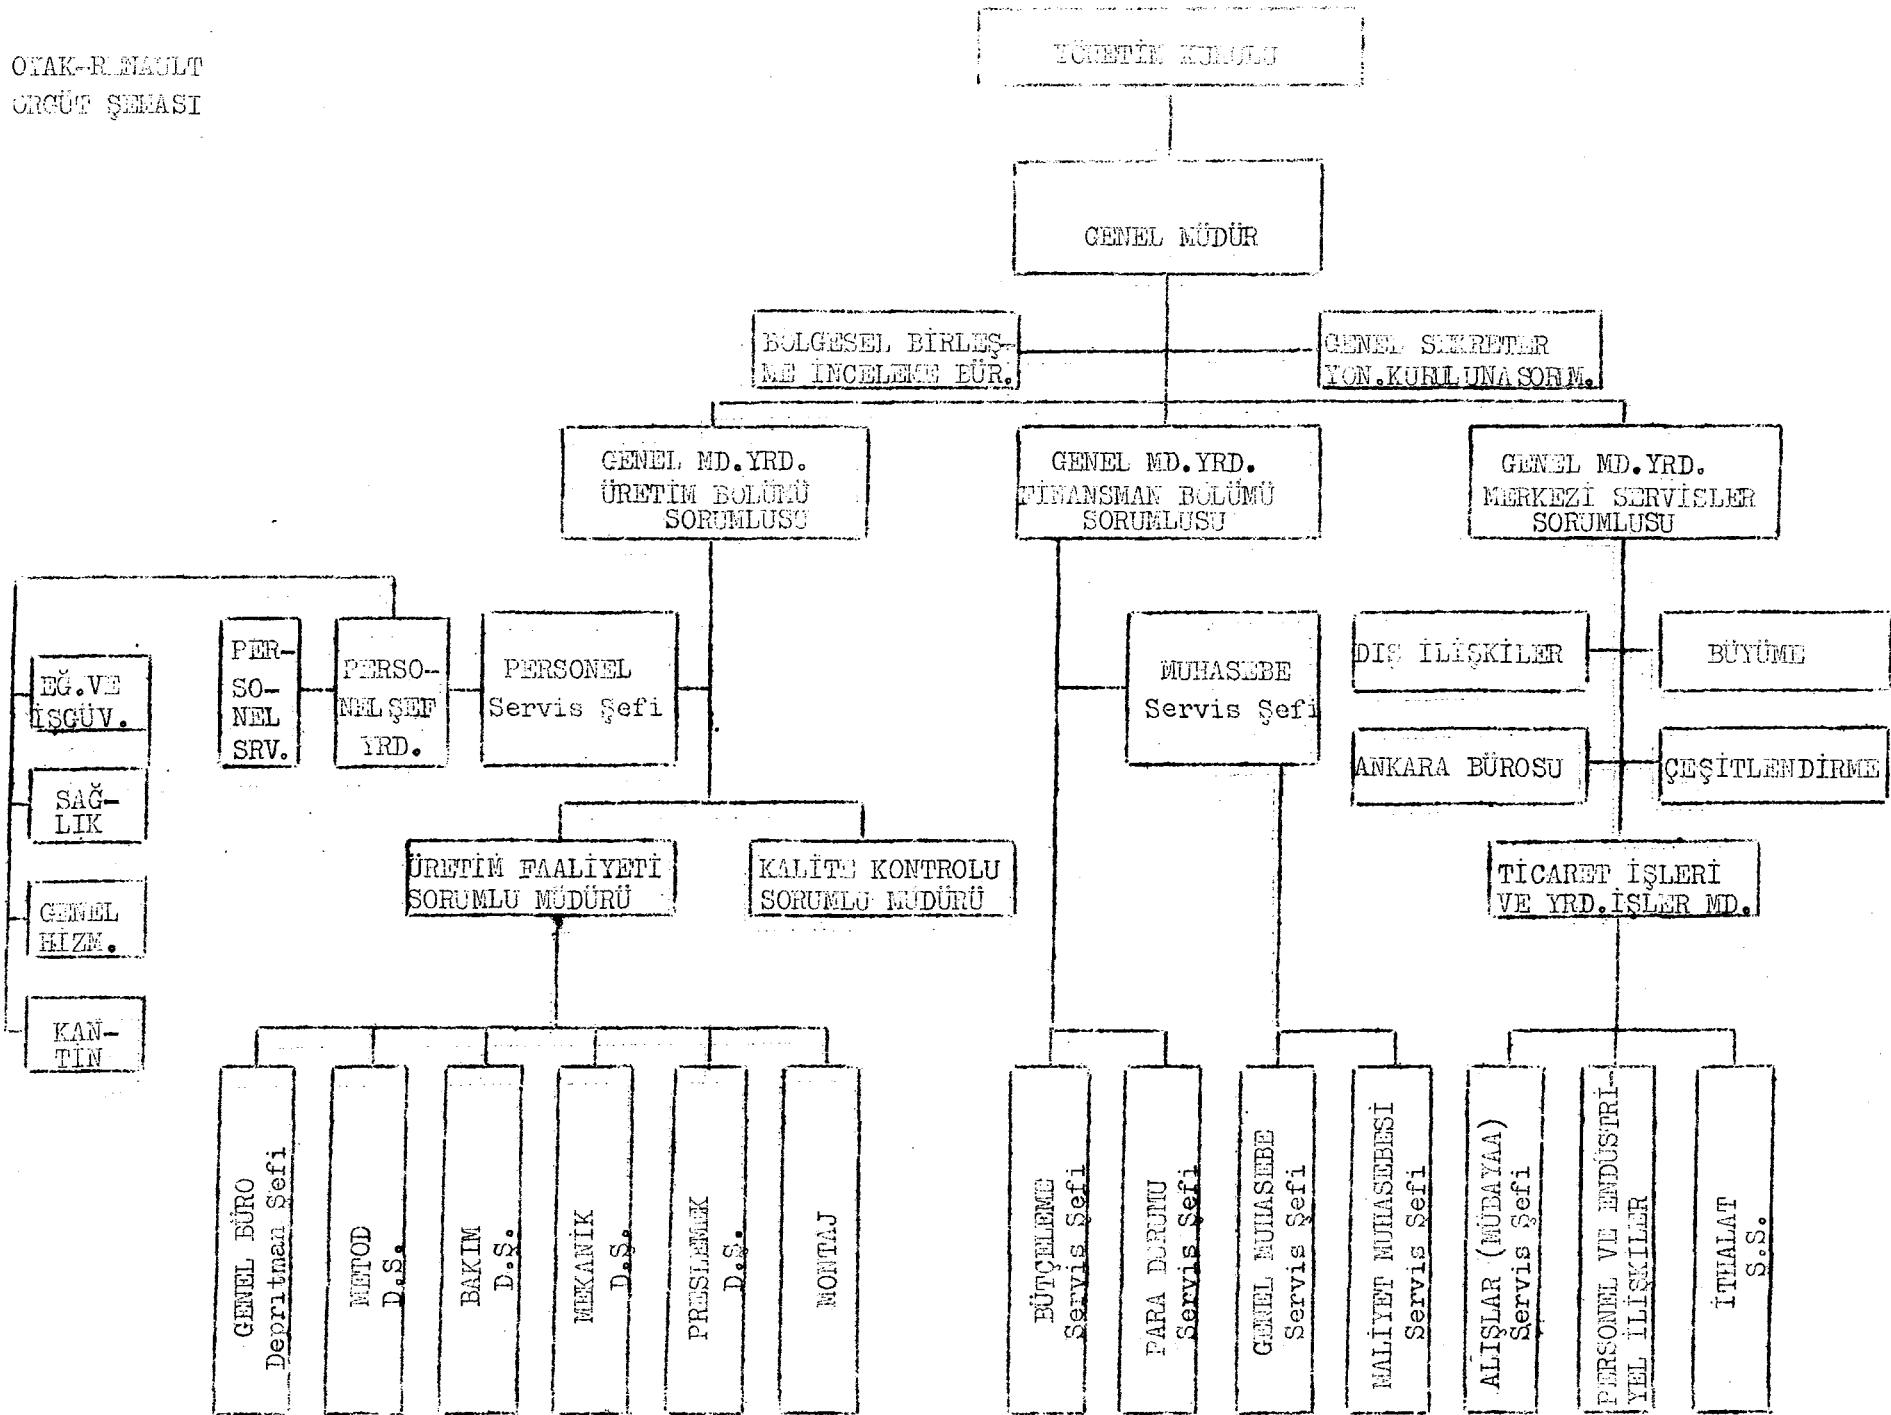 OYAK-RENAULT
ÖRGÜT ŞEMASI
YÖNETİM KURULU
GENEL MÜDÜR
BÖLGESEL BİRLEŞ-
ME İNCELEME BÜR.
GENEL SEKRETER
YÖN.KURULUNA SORUM.
GENEL MD.YRD.
ÜRETİM BÖLÜMÜ
SORUMLUSU
GENEL MD.YRD.
FİNANSMAN BÖLÜMÜ
SORUMLUSU
GENEL MD.YRD.
MERKEZİ SERVİSLER
SORUMLUSU
PER-
SO-
NEL
SRV.
PERSO-
NEL ŞEF
YRD.
PERSONEL
Servis Şefi
MUHASEBE
Servis Şefi
DIŞ İLİŞKİLER
BÜYÜME
ANKARA BÜROSU
ÇEŞİTLENDİRME
EĞ.VE
İŞGÜV.
SAĞ-
LIK
GENEL
HİZM.
KAN-
TİN
ÜRETİM FAALİYETİ
SORUMLU MÜDÜRÜ
KALİTE KONTROLU
SORUMLU MÜDÜRÜ
TİCARET İŞLERİ
VE YRD.İŞLER MD.
GENEL BÜRO
Deprıtman Şefi
METOD
D.Ş.
BAKIM
D.Ş.
MEKANİK
D.Ş.
PRESLEMEK
D.Ş.
MONTAJ
BÜTÇELEME
Servis Şefi
PARA DURUMU
Servis Şefi
GENEL MUHASEBE
Servis Şefi
MALİYET MUHASEBESİ
Servis Şefi
ALIŞLAR (MÜBAYAA)
Servis Şefi
PERSONEL VE ENDÜSTRİ-
YEL İLİŞKİLER
İTHALAT
S.S.